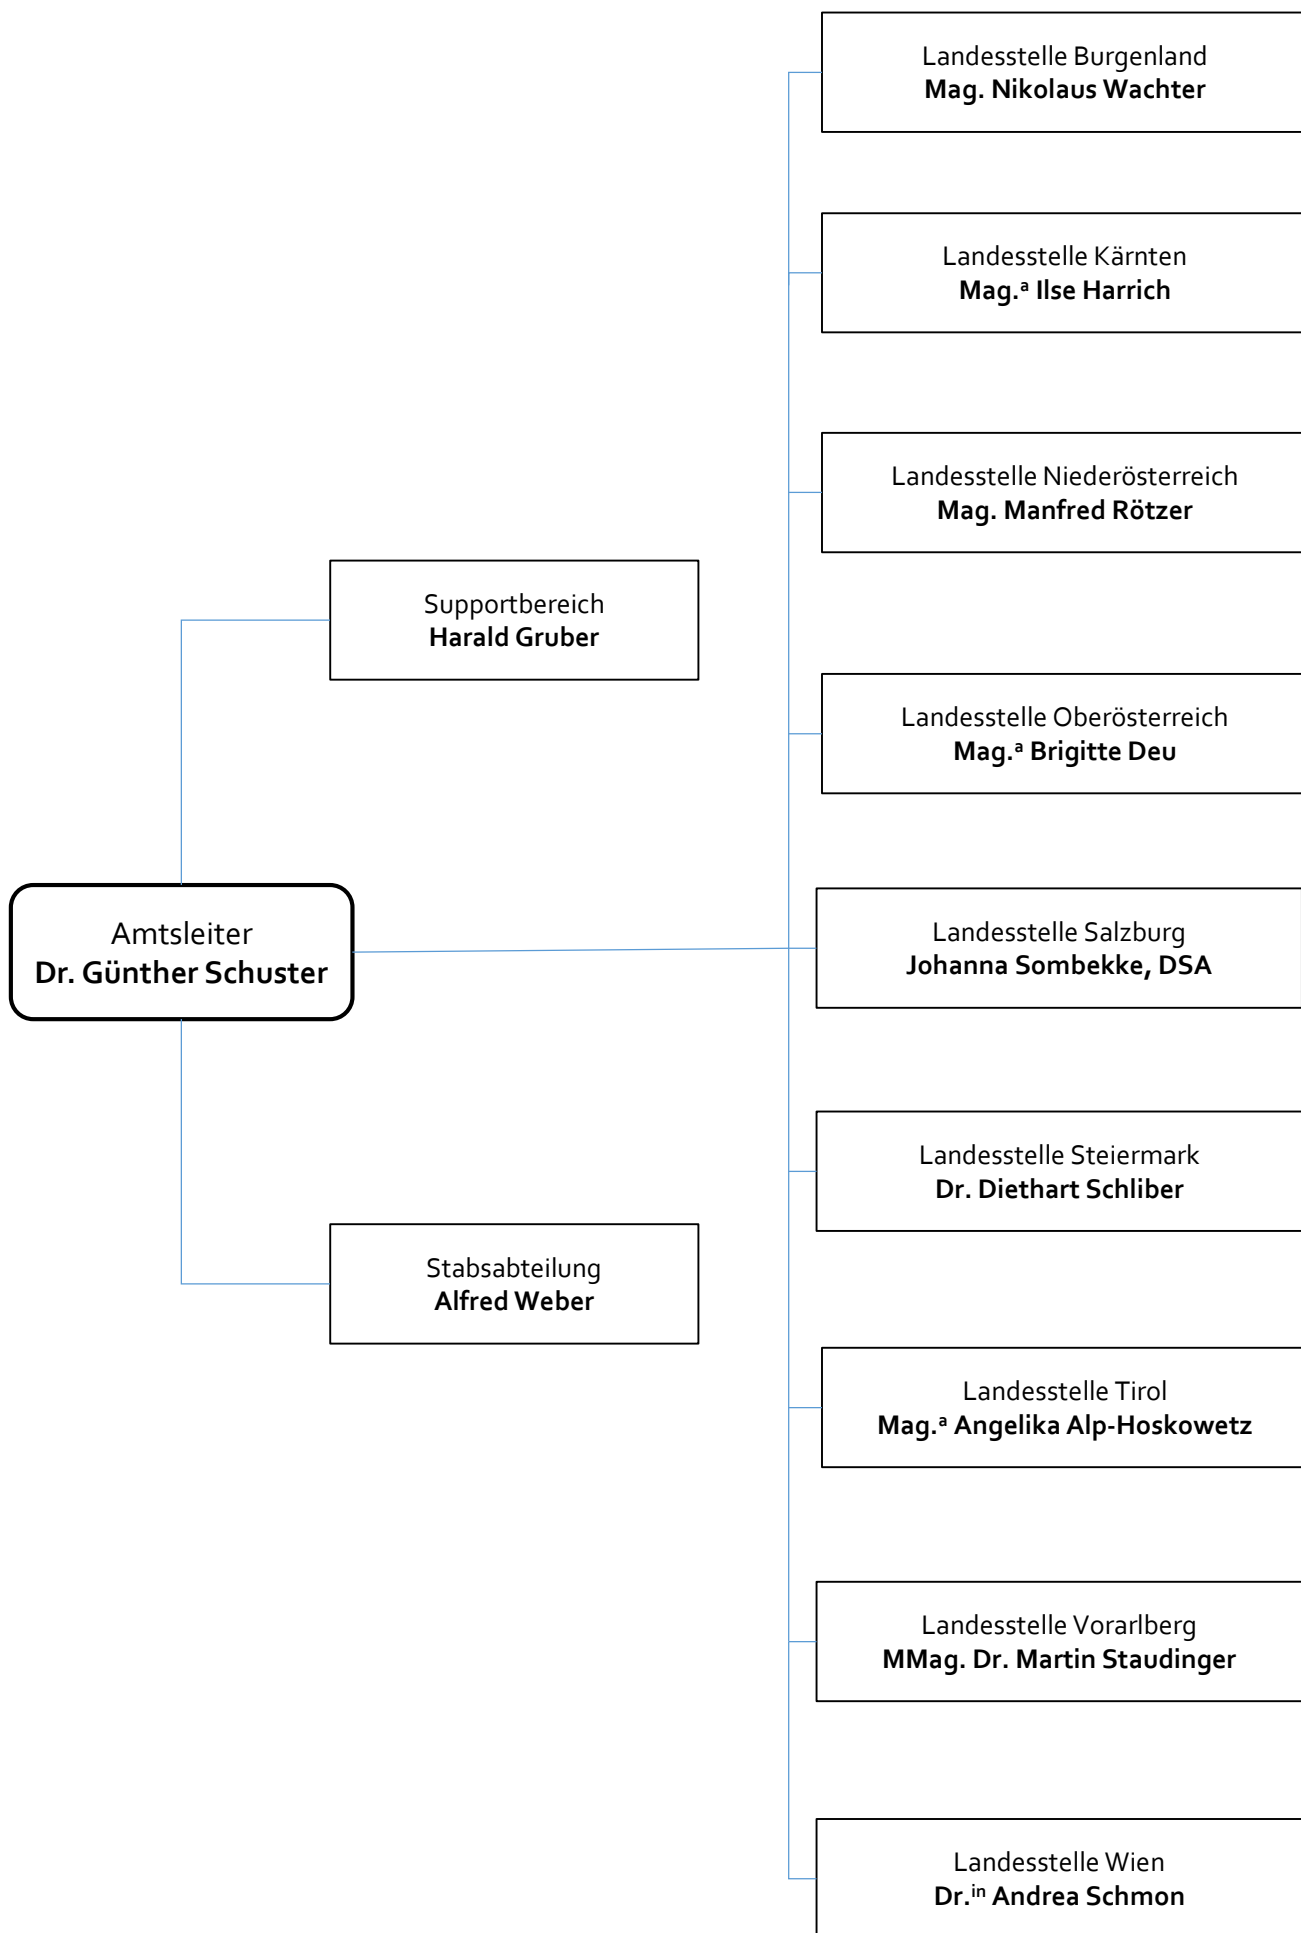 Landesstelle Burgenland
Mag. Nikolaus Wachter
Landesstelle Kärnten
Mag.ª Ilse Harrich
Landesstelle Niederösterreich
Mag. Manfred Rötzer
Supportbereich
Harald Gruber
Landesstelle Oberösterreich
Mag.ª Brigitte Deu
Amtsleiter
Dr. Günther Schuster
Landesstelle Salzburg
Johanna Sombekke, DSA
Landesstelle Steiermark
Dr. Diethart Schliber
Stabsabteilung
Alfred Weber
Landesstelle Tirol
Mag.ª Angelika Alp-Hoskowetz
Landesstelle Vorarlberg
MMag. Dr. Martin Staudinger
Landesstelle Wien
Dr.ⁱⁿ Andrea Schmon